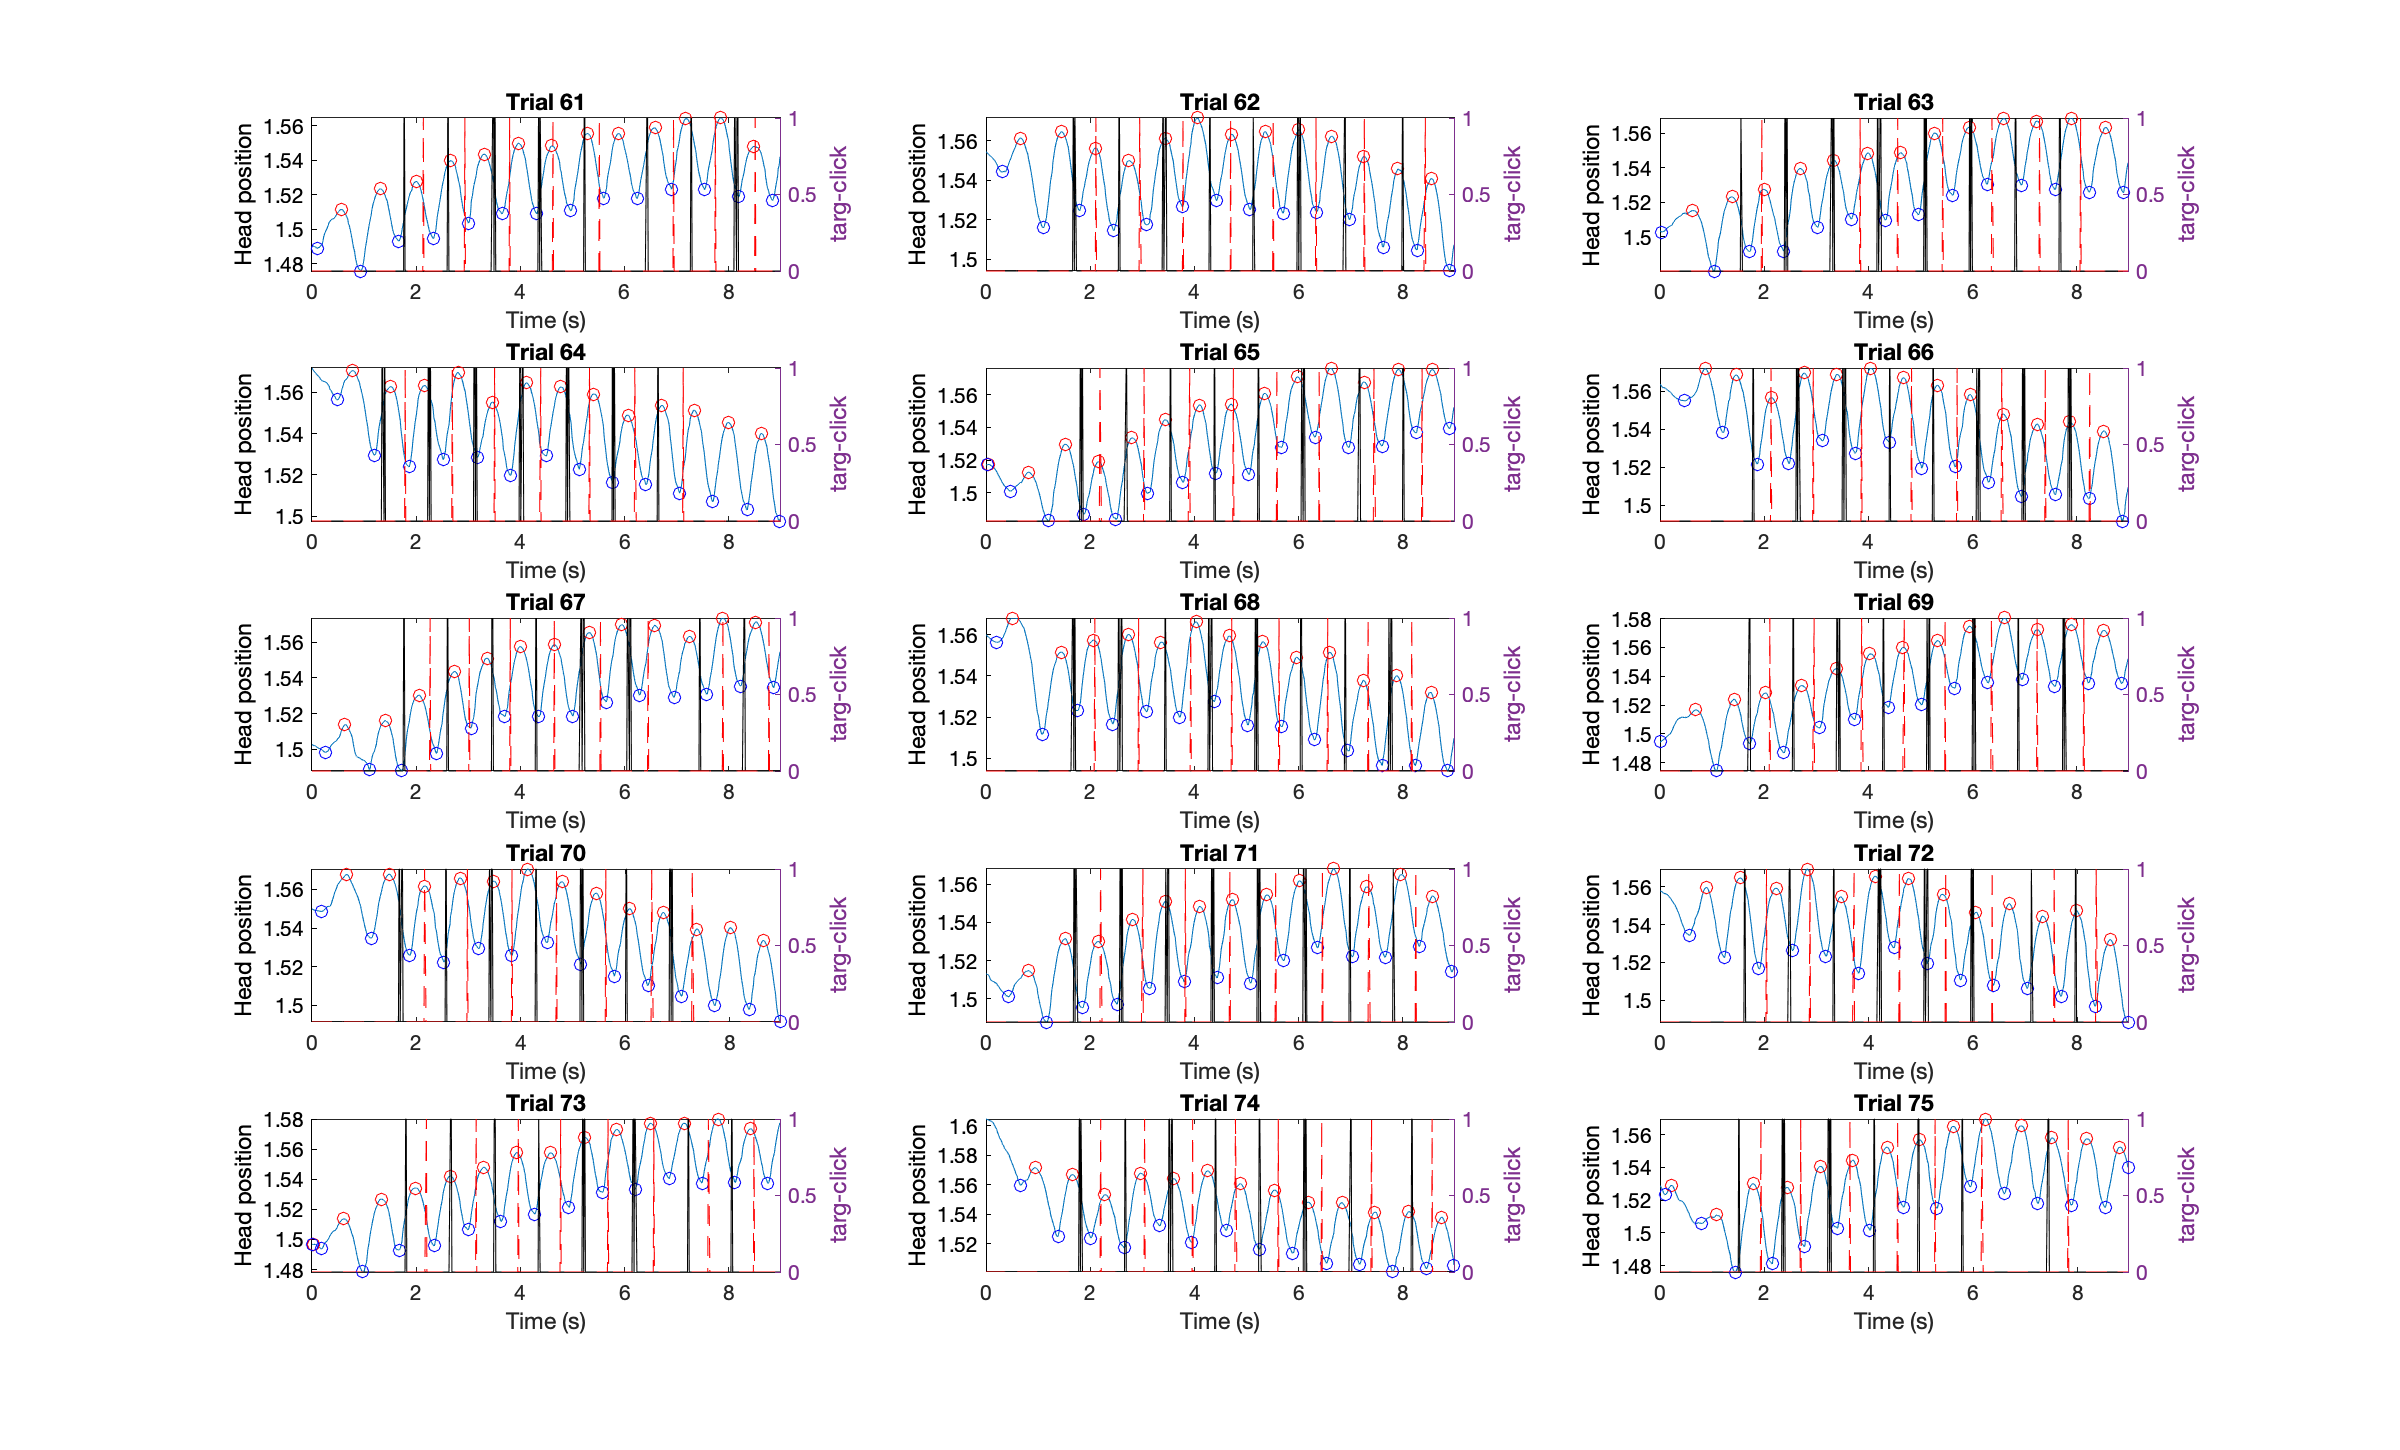 Trial 61
Head position
1.56
1.54
1.52
1.5
1.48
0 2 4 6 8
Time (s)
1
0.5
0
targ-click
Trial 62
Head position
1.56
1.54
1.52
1.5
0 2 4 6 8
Time (s)
1
0.5
0
targ-click
Trial 63
Head position
1.56
1.54
1.52
1.5
0 2 4 6 8
Time (s)
1
0.5
0
targ-click
Trial 64
Head position
1.56
1.54
1.52
1.5
0 2 4 6 8
Time (s)
1
0.5
0
targ-click
Trial 65
Head position
1.56
1.54
1.52
1.5
0 2 4 6 8
Time (s)
1
0.5
0
targ-click
Trial 66
Head position
1.56
1.54
1.52
1.5
0 2 4 6 8
Time (s)
1
0.5
0
targ-click
Trial 67
Head position
1.56
1.54
1.52
1.5
0 2 4 6 8
Time (s)
1
0.5
0
targ-click
Trial 68
Head position
1.56
1.54
1.52
1.5
0 2 4 6 8
Time (s)
1
0.5
0
targ-click
Trial 69
Head position
1.58
1.56
1.54
1.52
1.5
1.48
0 2 4 6 8
Time (s)
1
0.5
0
targ-click
Trial 70
Head position
1.56
1.54
1.52
1.5
0 2 4 6 8
Time (s)
1
0.5
0
targ-click
Trial 71
Head position
1.56
1.54
1.52
1.5
0 2 4 6 8
Time (s)
1
0.5
0
targ-click
Trial 72
Head position
1.56
1.54
1.52
1.5
0 2 4 6 8
Time (s)
1
0.5
0
targ-click
Trial 73
Head position
1.58
1.56
1.54
1.52
1.5
1.48
0 2 4 6 8
Time (s)
1
0.5
0
targ-click
Trial 74
Head position
1.6
1.58
1.56
1.54
1.52
0 2 4 6 8
Time (s)
1
0.5
0
targ-click
Trial 75
Head position
1.56
1.54
1.52
1.5
1.48
0 2 4 6 8
Time (s)
1
0.5
0
targ-click